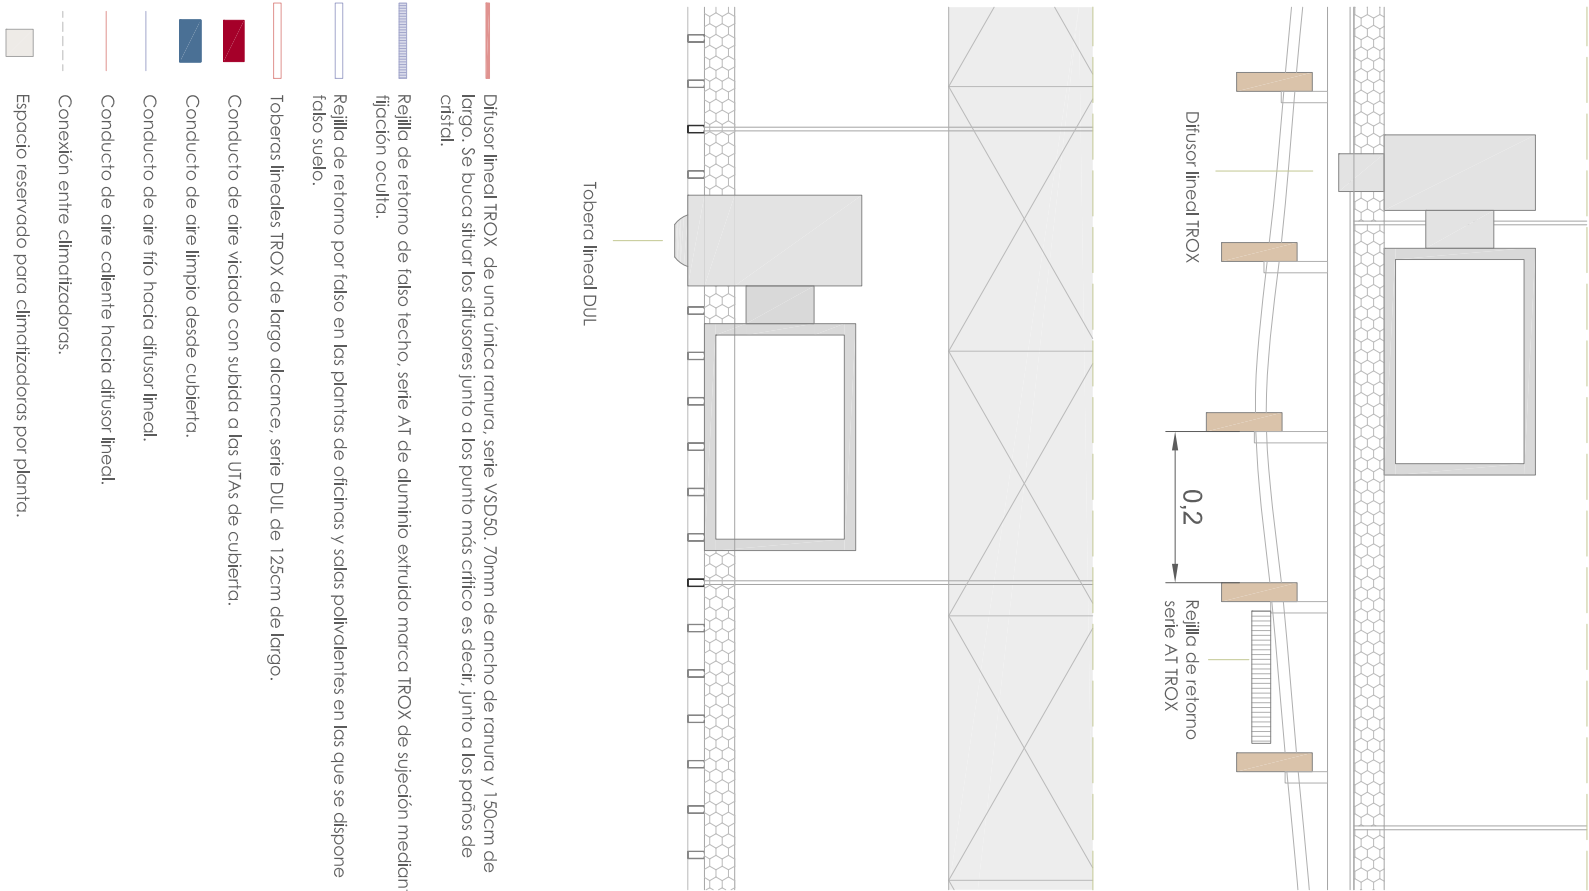 Difusor lineal TROX
0,2
Rejilla de retorno
serie AT TROX
Tobera lineal DUL
Difusor lineal TROX de una única ranura, serie VSD50. 70mm de ancho de ranura y 150cm de
largo. Se buca situar los difusores junto a los punto más crítico es decir, junto a los paños de
cristal.
Rejilla de retorno de falso techo, serie AT de aluminio extruido marca TROX de sujeción median
fijación oculta.
Rejilla de retorno por falso en las plantas de oficinas y salas polivalentes en las que se dispone
falso suelo.
Toberas lineales TROX de largo alcance, serie DUL de 125cm de largo.
Conducto de aire viciado con subida a las UTAs de cubierta.
Conducto de aire limpio desde cubierta.
Conducto de aire frío hacia difusor lineal.
Conducto de aire caliente hacia difusor lineal.
Conexión entre climatizadoras.
Espacio reservado para climatizadoras por planta.